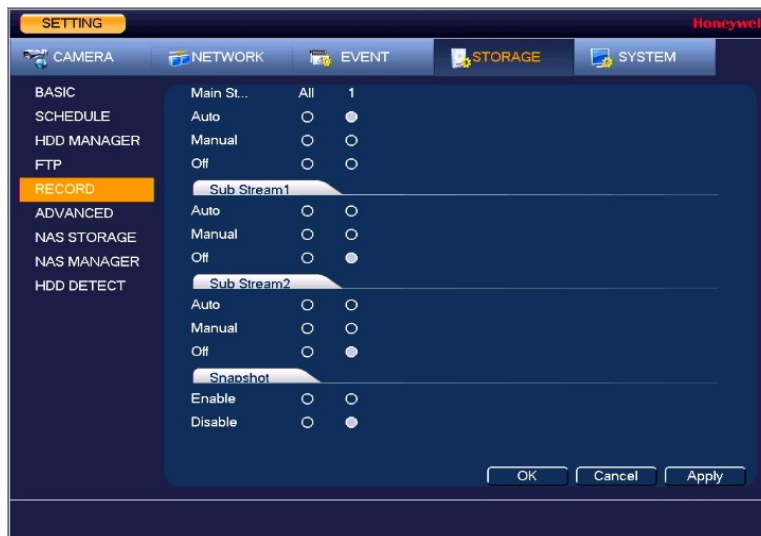 SETTING
Honeywel
CAMERA NETWORK EVENT STORAGE SYSTEM
BASIC
SCHEDULE
HDD MANAGER
FTP
RECORD
ADVANCED
NAS STORAGE
NAS MANAGER
HDD DETECT
Main St... All 1
Auto
Manual
Off
Sub Stream1
Auto
Manual
Off
Sub Stream2
Auto
Manual
Off
Snapshot
Enable
Disable
OK Cancel Apply